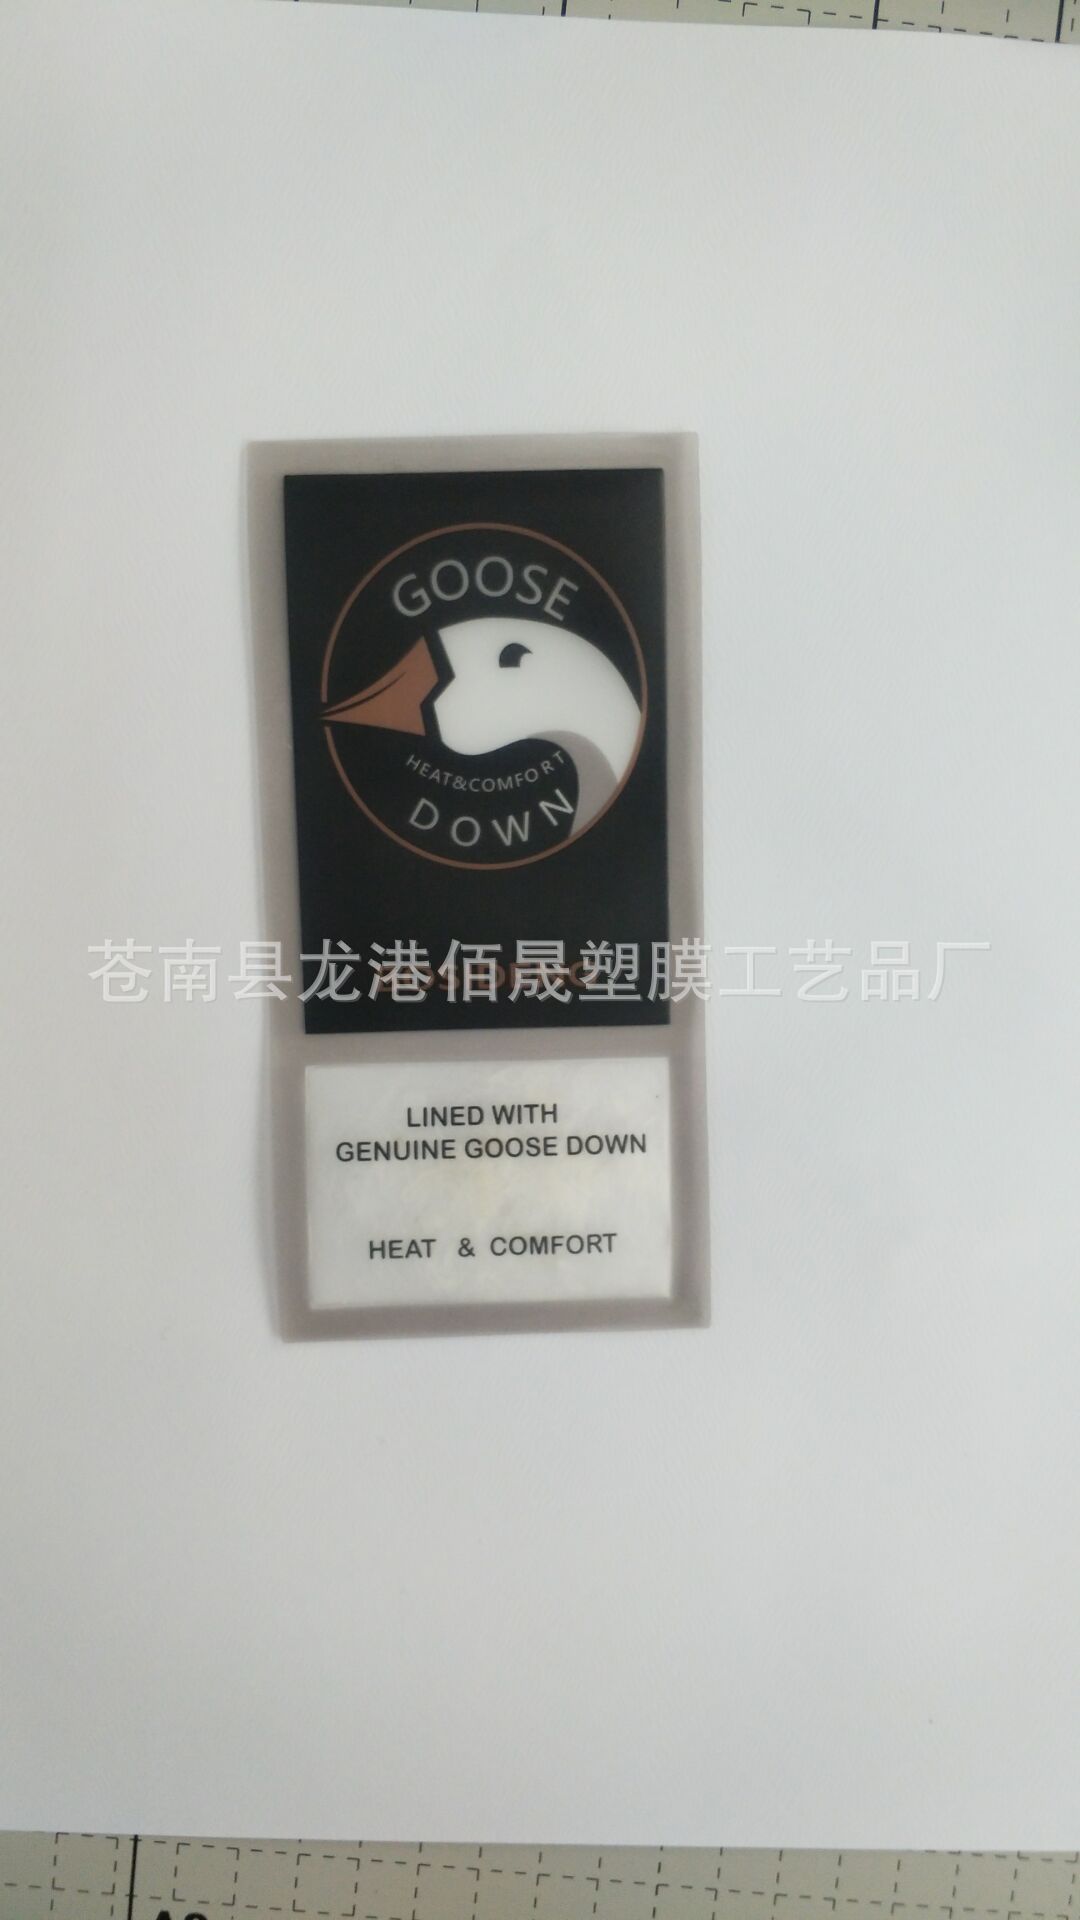 GOOSE
HEAT&COMFORT
DOWN
苍南县龙港佰晟塑膜工艺品厂
LINED WITH
GENUINE GOOSE DOWN
HEAT & COMFORT